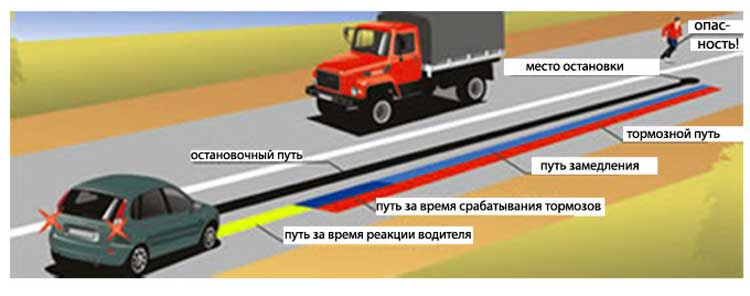 опас-
ность!
место остановки
тормозной путь
остановочный путь
путь замедления
путь за время срабатывания тормозов
путь за время реакции водителя